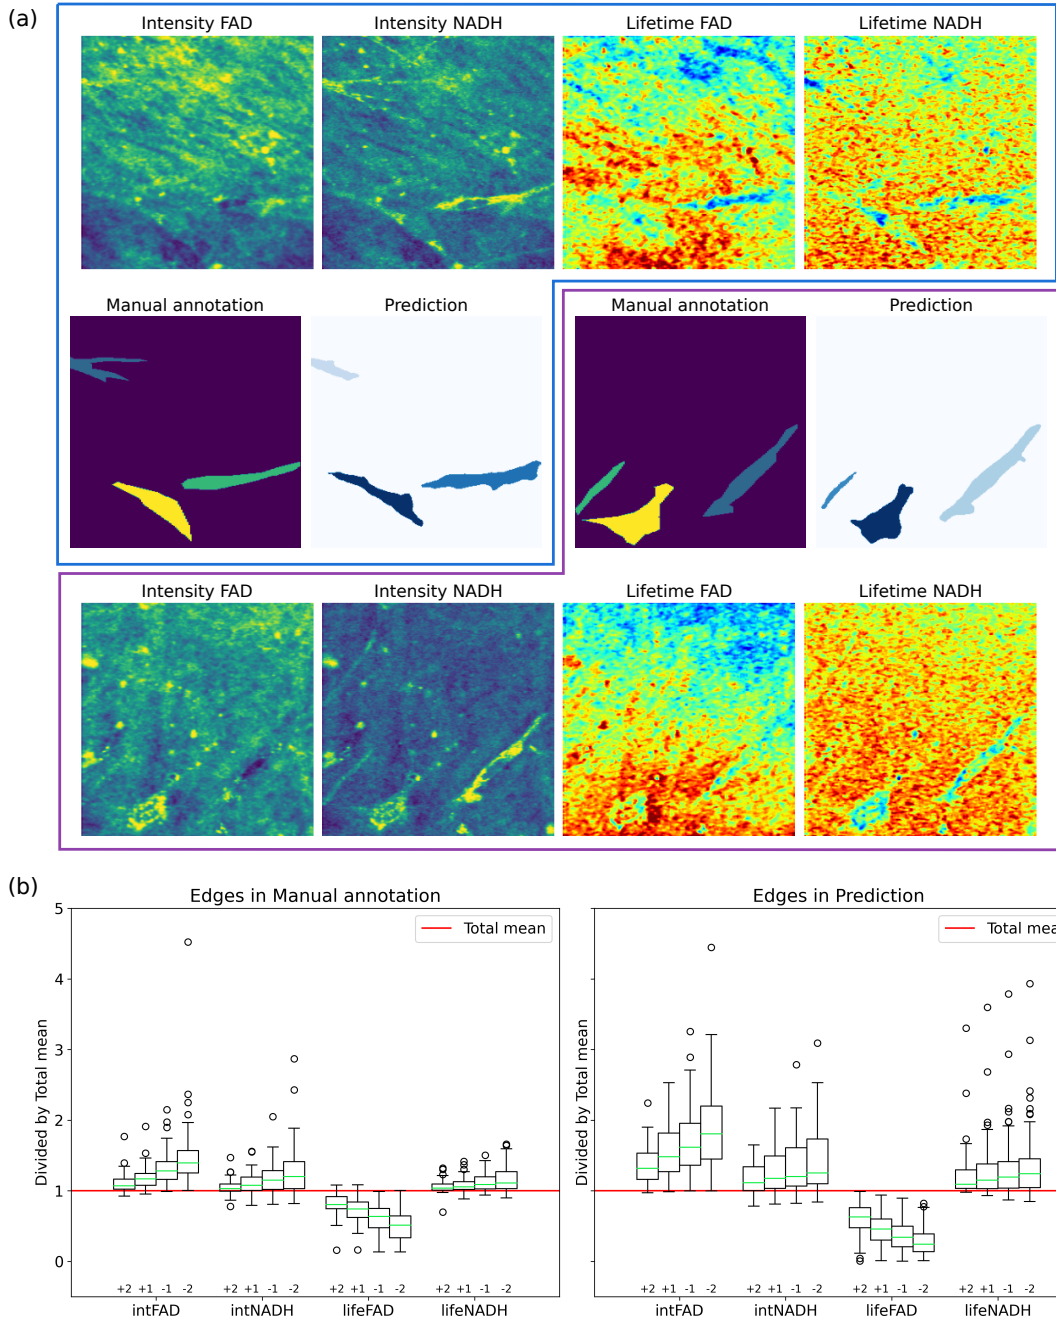 (a)
Intensity FAD Intensity NADH Lifetime FAD Lifetime NADH
Manual annotation Prediction Manual annotation Prediction
Intensity FAD Intensity NADH Lifetime FAD Lifetime NADH
(b)
Edges in Manual annotation
Total mean
Divided by Total mean
5
4
3
2
1
0
+2 +1 -1 -2 +2 +1 -1 -2 +2 +1 -1 -2 +2 +1 -1 -2
intFAD intNADH lifeFAD lifeNADH
Edges in Prediction
Total mea
Divided by Total mean
+2 +1 -1 -2 +2 +1 -1 -2 +2 +1 -1 -2 +2 +1 -1 -2
intFAD intNADH lifeFAD lifeNADH